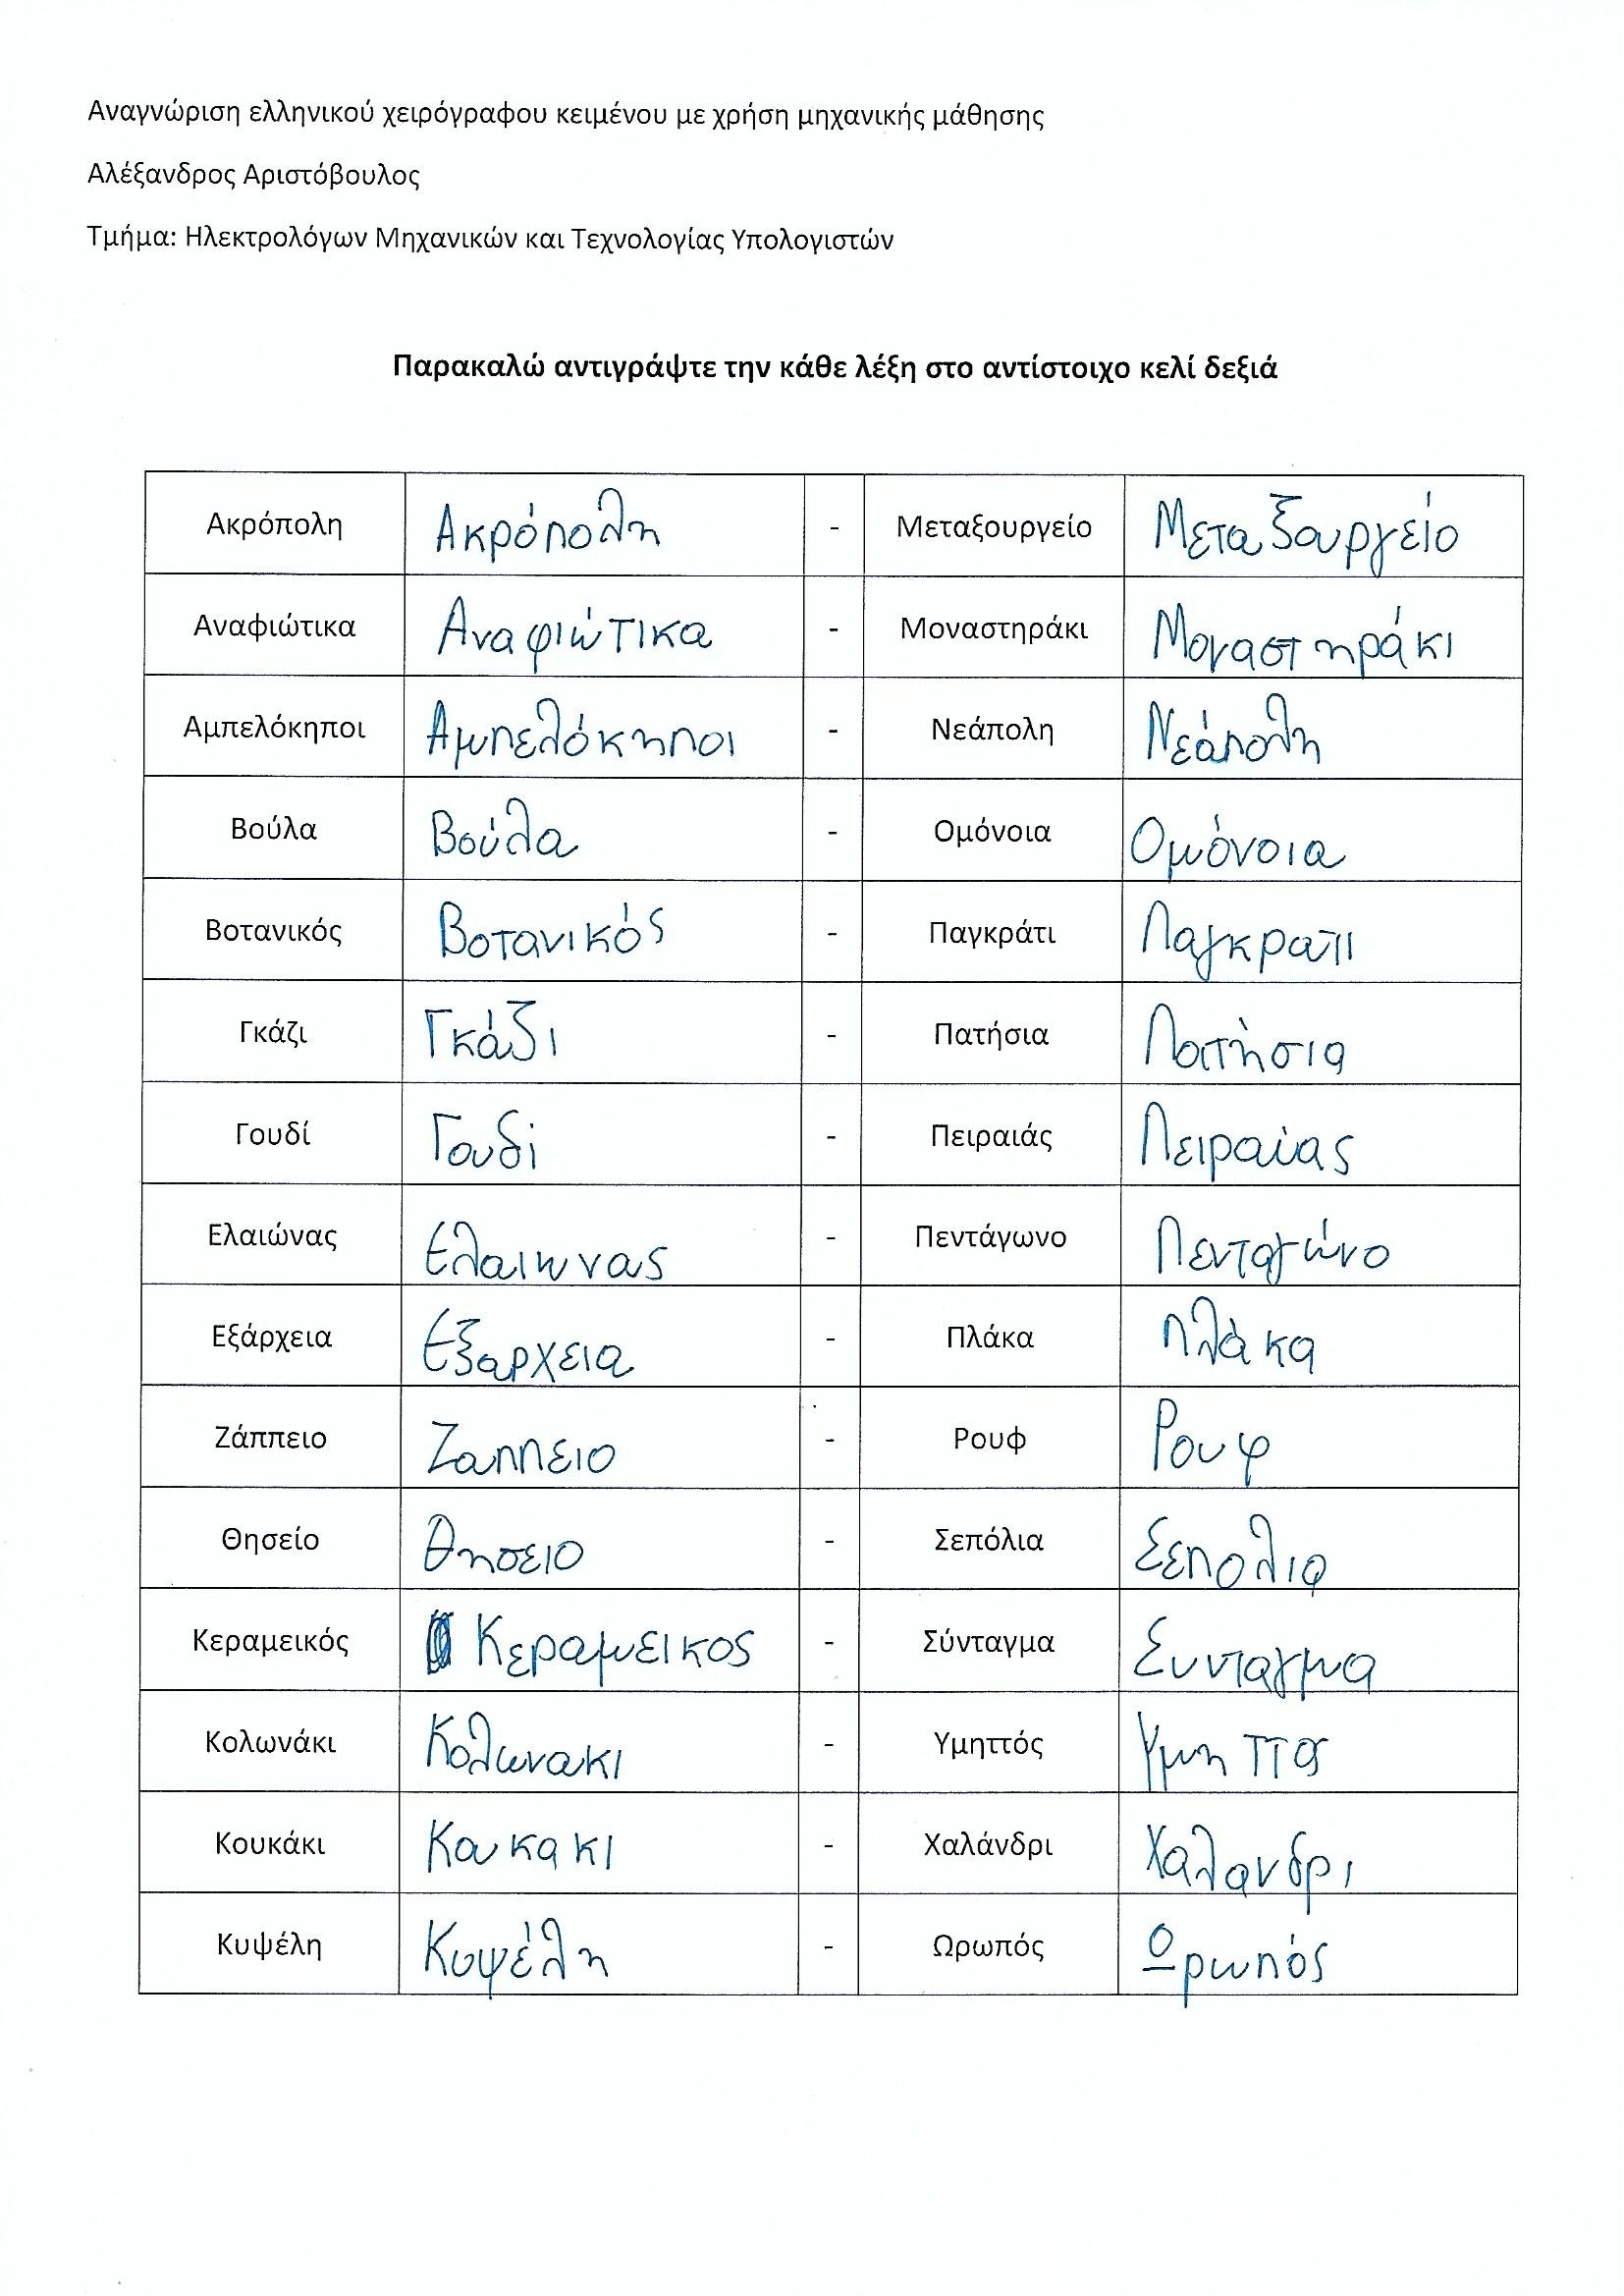 Αναγνώριση ελληνικού χειρόγραφου κειμένου με χρήση μηχανικής μάθησης
Αλέξανδρος Αριστόβουλος
Τμήμα: Ηλεκτρολόγων Μηχανικών και Τεχνολογίας Υπολογιστών
Παρακαλώ αντιγράψτε την κάθε λέξη στο αντίστοιχο κελί δεξιά
Ακρόπολη Ακρόπολη - Μεταξουργείο Μεταξουργείο
Αναφιώτικα Αναφιώτικα - Μοναστηράκι Μοναστηράκι
Αμπελόκηποι Αμπελόκηποι - Νεάπολη Νεάπολη
Βούλα Βούλα - Ομόνοια Ομόνοια
Βοτανικός Βοτανικός - Παγκράτι Παγκρατι
Γκάζι Γκάζι - Πατήσια Πατήσια
Γουδί Γουδί - Πειραιάς Πειραίας
Ελαιώνας Ελαιωνας - Πεντάγωνο Πενταγώνο
Εξάρχεια Εξαρχεια - Πλάκα Πλάκα
Ζάππειο Ζαππειο - Ρουφ Ρουφ
Θησείο Θησειο - Σεπόλια Σεπολια
Κεραμεικός Κεραμεικος - Σύνταγμα Συνταγμα
Κολωνάκι Κολωνακι - Υμηττός Υμηττος
Κουκάκι Κουκακι - Χαλάνδρι Χαλανδρι
Κυψέλη Κυψέλη - Ωρωπός Ωρωπός